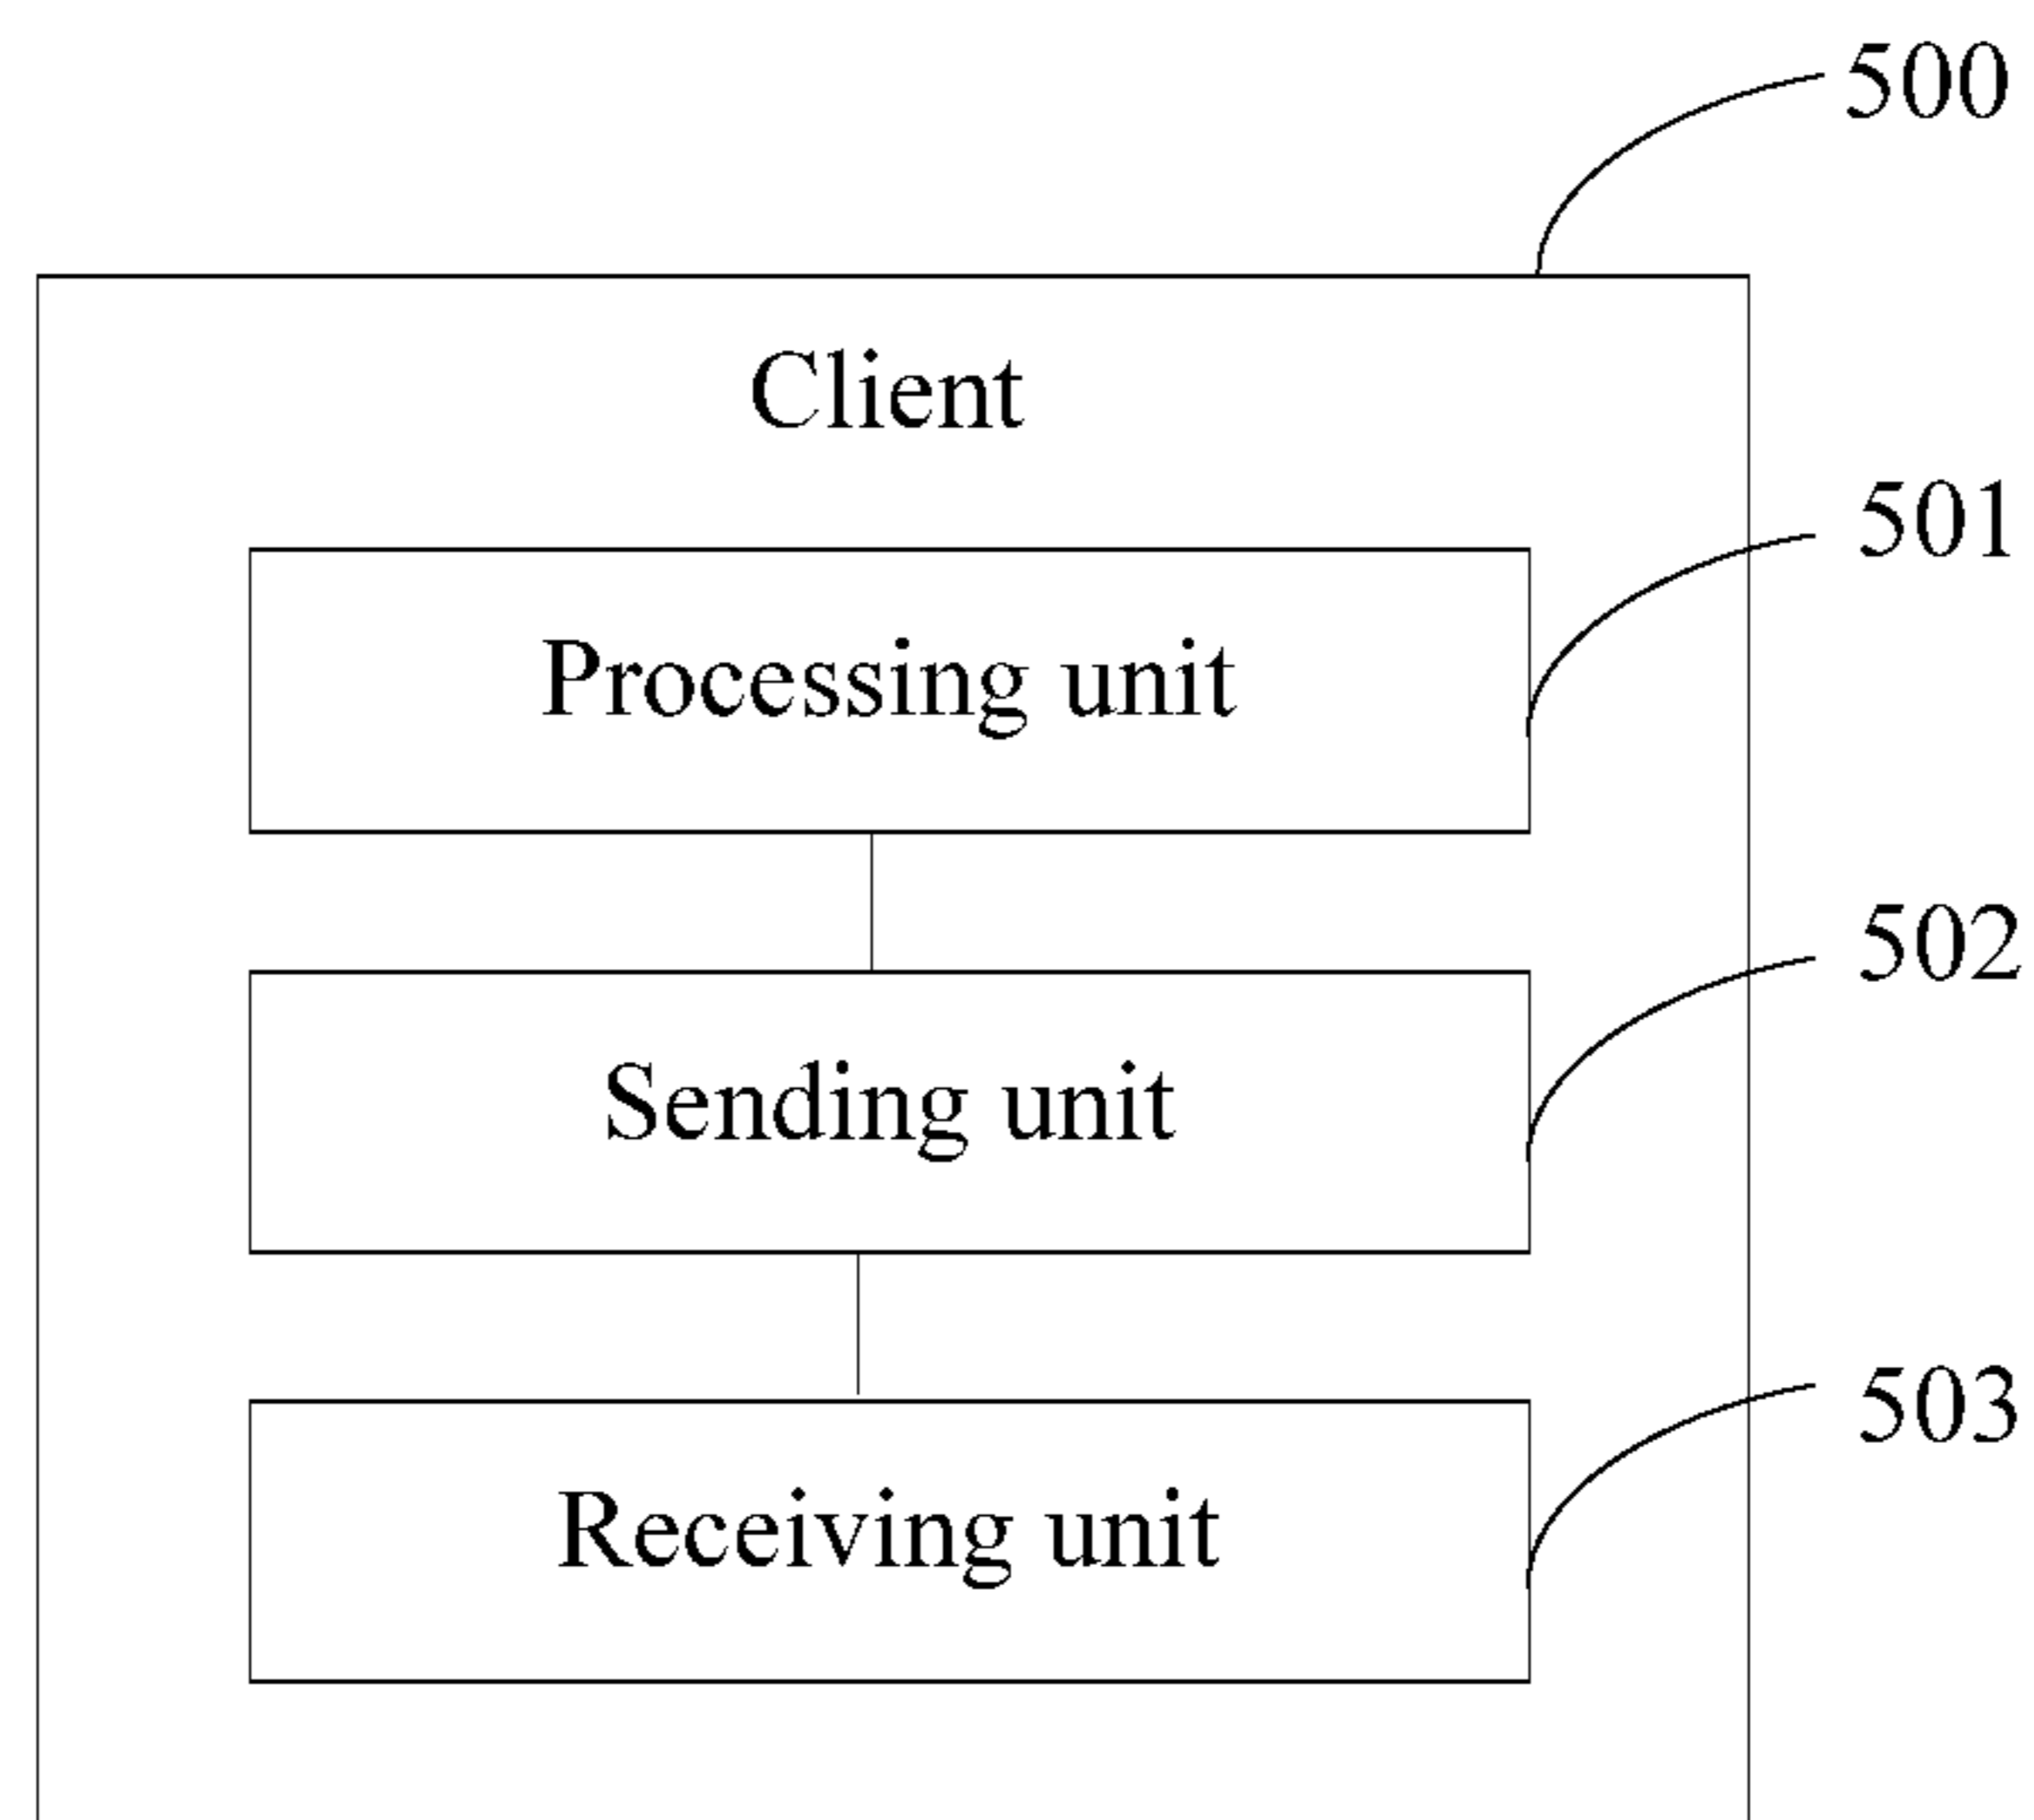 500
Client
501
Processing unit
502
Sending unit
503
Receiving unit